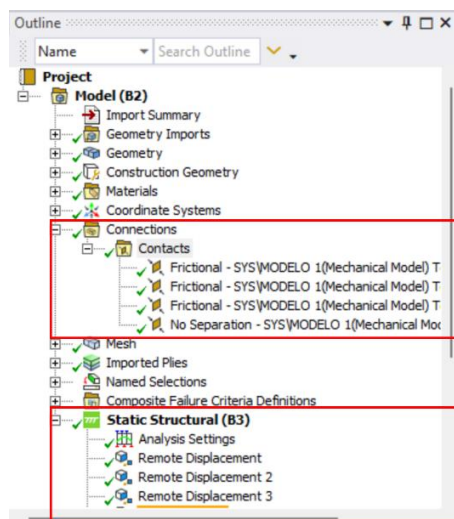 Outline
Name Search Outline
Project
Model (B2)
Import Summary
Geometry Imports
Geometry
Construction Geometry
Materials
Coordinate Systems
Connections
Contacts
Frictional - SYS\MODELO 1(Mechanical Model) T
Frictional - SYS\MODELO 1(Mechanical Model) T
Frictional - SYS\MODELO 1(Mechanical Model) T
No Separation - SYS\MODELO 1(Mechanical Moc
Mesh
Imported Plies
Named Selections
Composite Failure Criteria Definitions
Static Structural (B3)
Analysis Settings
Remote Displacement
Remote Displacement 2
Remote Displacement 3